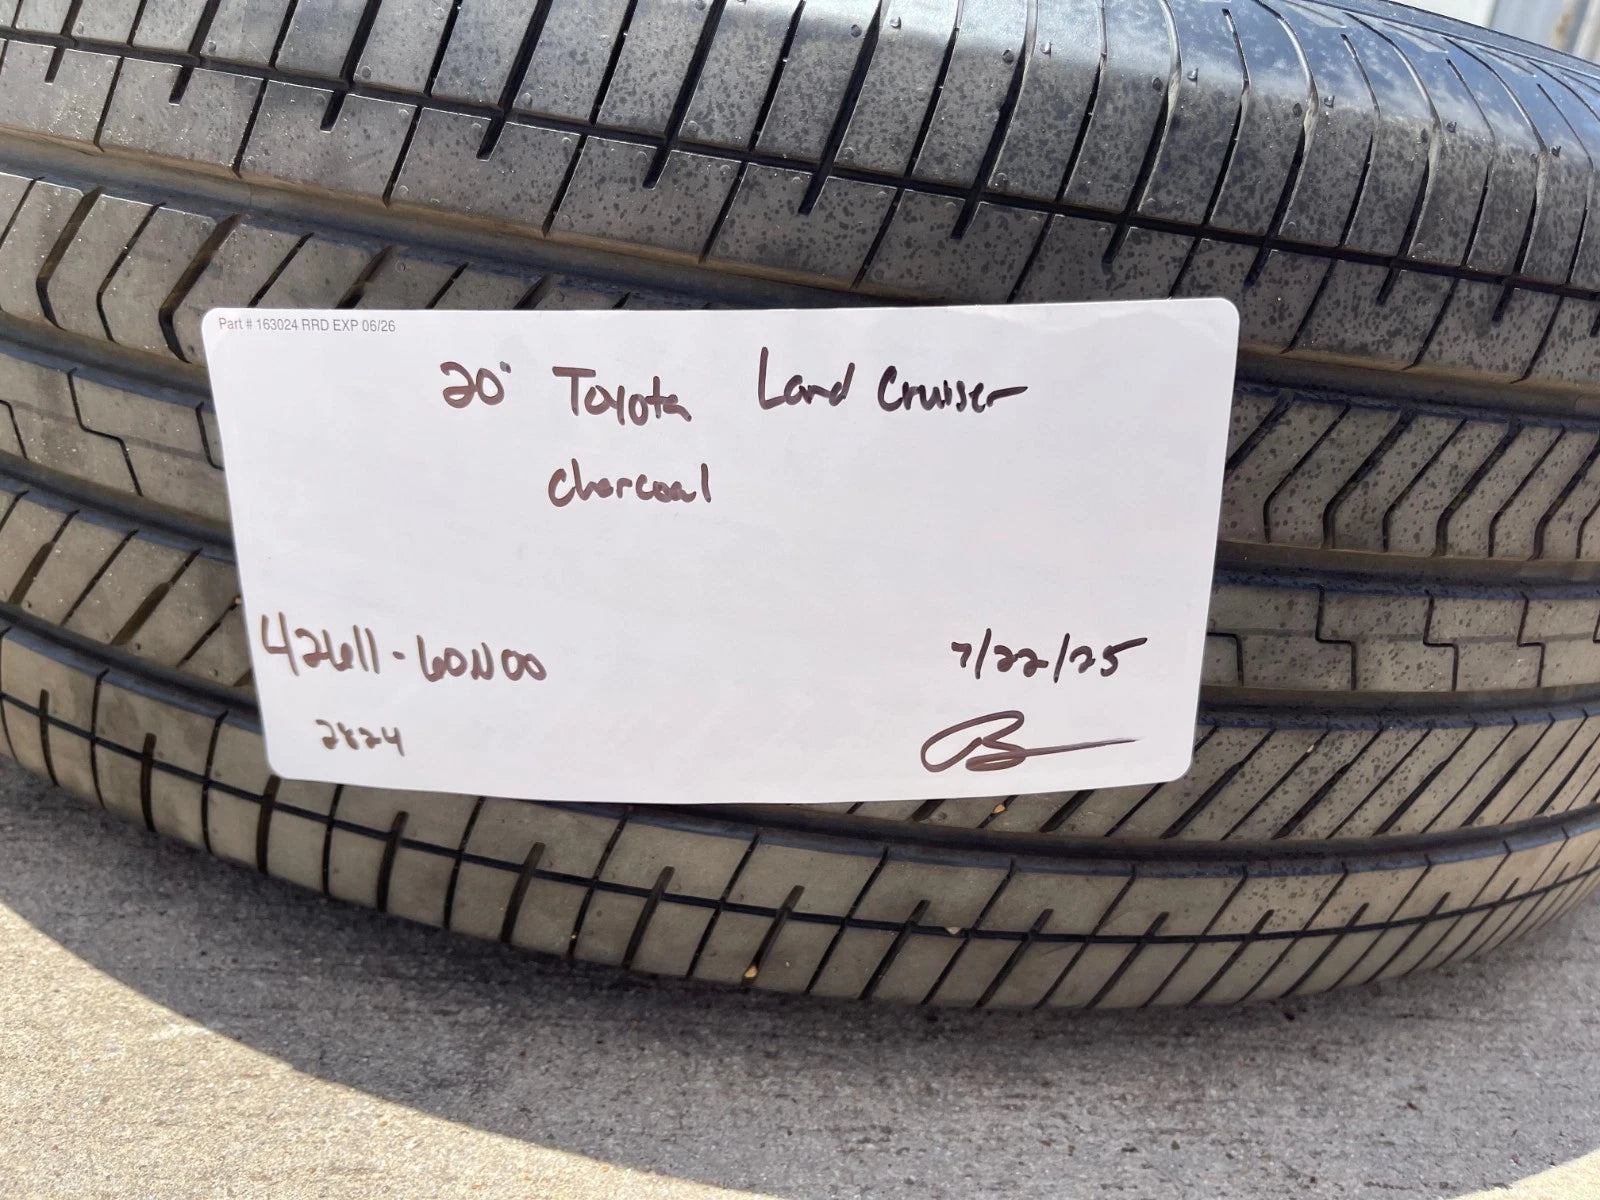 Part # 163024 RRD EXP 06/26
20" Toyota Land Cruiser
Charcoal
42611-60N00
7/22/25
2824